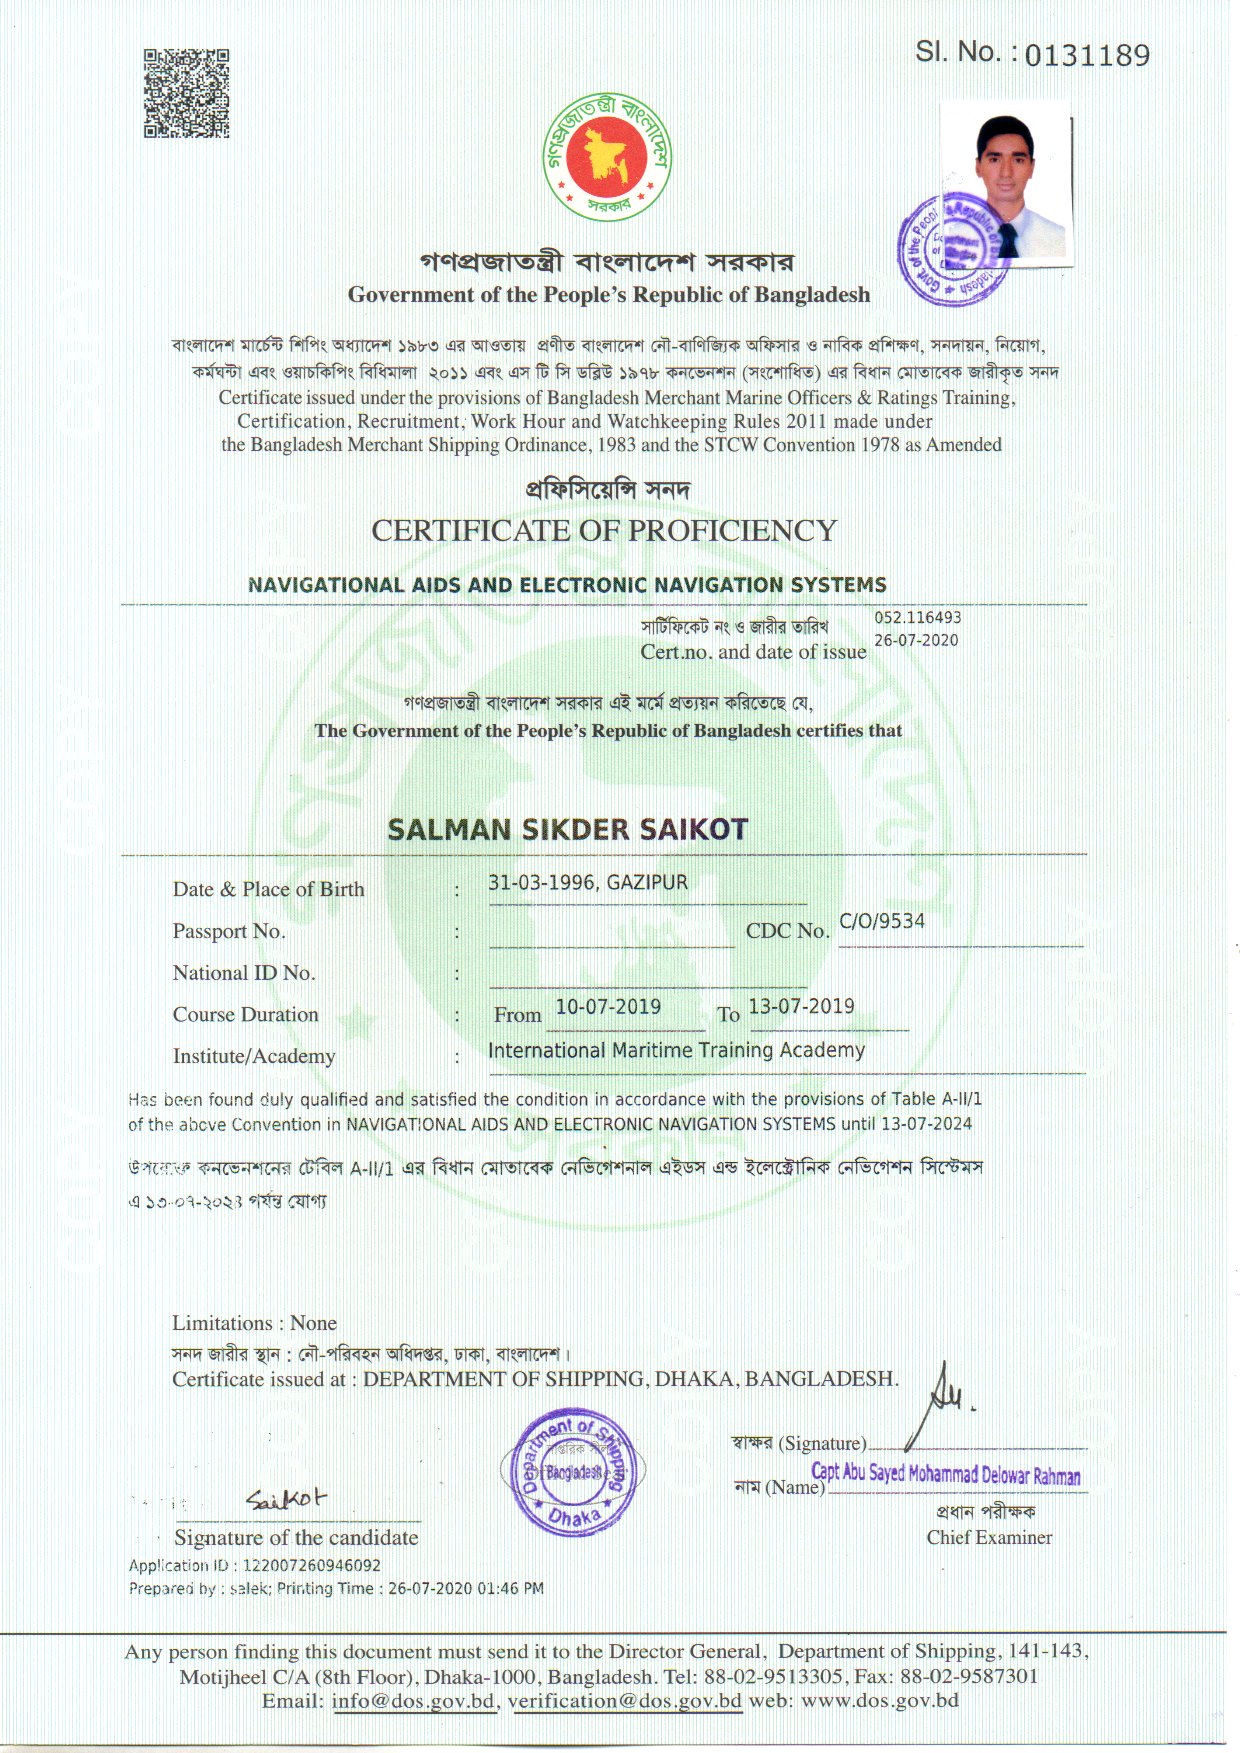 Sl. No. : 0131189
গণপ্রজাতন্ত্রী বাংলাদেশ
সরকার
গণপ্রজাতন্ত্রী বাংলাদেশ সরকার
Government of the People's Republic of Bangladesh
বাংলাদেশ মার্চেন্ট শিপিং অধ্যাদেশ ১৯৮৩ এর আওতায় প্রণীত বাংলাদেশ নৌ-বাণিজ্যিক অফিসার ও নাবিক প্রশিক্ষণ, সনদায়ন, নিয়োগ,
কর্মঘন্টা এবং ওয়াচকিপিং বিধিমালা ২০১১ এবং এস টি সি ডব্লিউ ১৯৭৮ কনভেনশন (সংশোধিত) এর বিধান মোতাবেক জারীকৃত সনদ
Certificate issued under the provisions of Bangladesh Merchant Marine Officers & Ratings Training,
Certification, Recruitment, Work Hour and Watchkeeping Rules 2011 made under
the Bangladesh Merchant Shipping Ordinance, 1983 and the STCW Convention 1978 as Amended
প্রফিসিয়েন্সি সনদ
CERTIFICATE OF PROFICIENCY
NAVIGATIONAL AIDS AND ELECTRONIC NAVIGATION SYSTEMS
সার্টিফিকেট নং ও জারীর তারিখ 052.116493
Cert.no. and date of issue 26-07-2020
গণপ্রজাতন্ত্রী বাংলাদেশ সরকার এই মর্মে প্রত্যয়ন করিতেছে যে,
The Government of the People's Republic of Bangladesh certifies that
SALMAN SIKDER SAIKOT
Date & Place of Birth : 31-03-1996, GAZIPUR
Passport No. : CDC No. C/O/9534
National ID No. :
Course Duration : From 10-07-2019 To 13-07-2019
Institute/Academy : International Maritime Training Academy
Has been found duly qualified and satisfied the condition in accordance with the provisions of Table A-II/1
of the above Convention in NAVIGATIONAL AIDS AND ELECTRONIC NAVIGATION SYSTEMS until 13-07-2024
উপরোক্ত কনভেনশনের টেবিল A-II/1 এর বিধান মোতাবেক নেভিগেশনাল এইডস এন্ড ইলেক্ট্রোনিক নেভিগেশন সিস্টেমস
এ ১৩-০৭-২০২৪ পর্যন্ত যোগ্য
Limitations : None
সনদ জারীর স্থান : নৌ-পরিবহন অধিদপ্তর, ঢাকা, বাংলাদেশ।
Certificate issued at : DEPARTMENT OF SHIPPING, DHAKA, BANGLADESH.
Department of Shipping
Bangladesh
Dhaka
স্বাক্ষর (Signature)
নাম (Name) Capt Abu Sayed Mohammad Delowar Rahman
প্রধান পরীক্ষক
Chief Examiner
Saikot
Signature of the candidate
Application ID : 122007260946092
Prepared by : salek; Printing Time : 26-07-2020 01:46 PM
Any person finding this document must send it to the Director General, Department of Shipping, 141-143,
Motijheel C/A (8th Floor), Dhaka-1000, Bangladesh. Tel: 88-02-9513305, Fax: 88-02-9587301
Email: info@dos.gov.bd, verification@dos.gov.bd web: www.dos.gov.bd